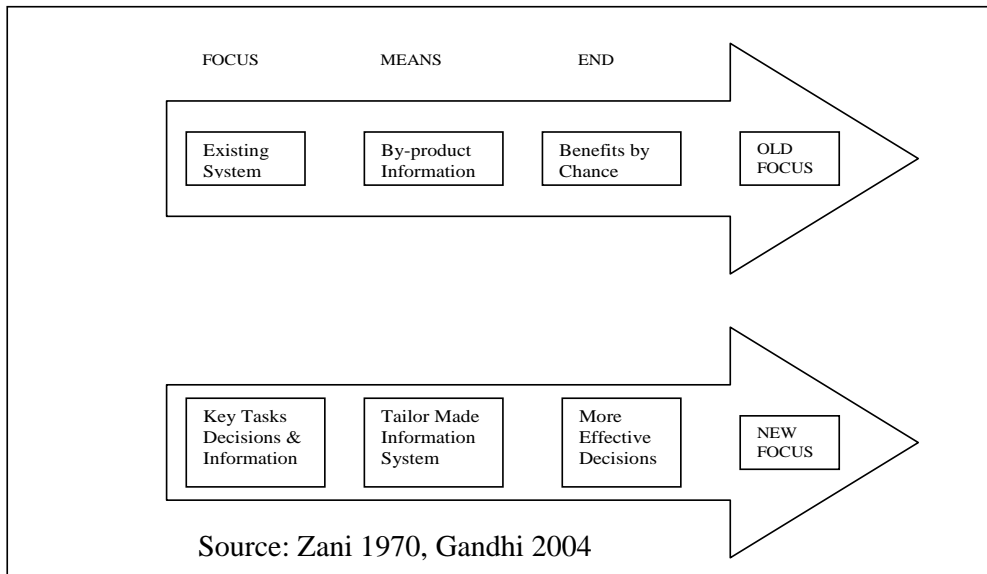 FOCUS
MEANS
END
Existing
System
By-product
Information
Benefits by
Chance
OLD
FOCUS
Key Tasks
Decisions &
Information
Tailor Made
Information
System
More
Effective
Decisions
NEW
FOCUS
Source: Zani 1970, Gandhi 2004